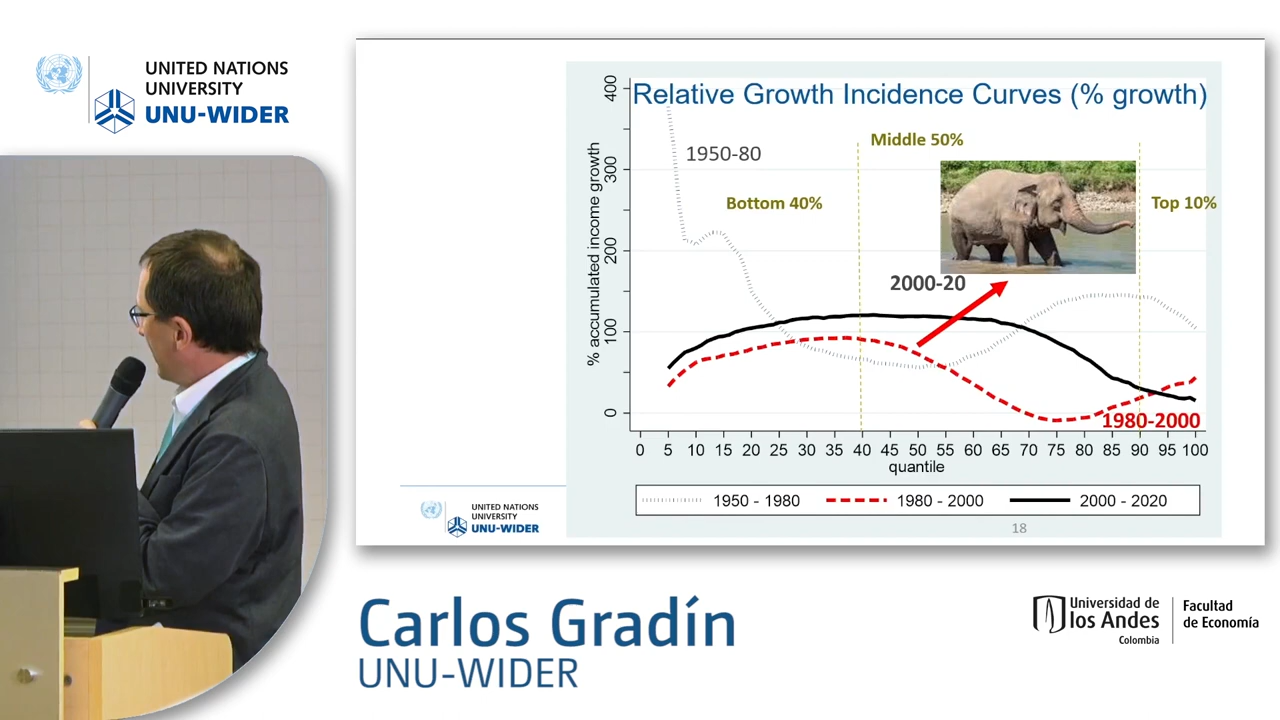 UNITED NATIONS
UNIVERSITY
UNU-WIDER
Relative Growth Incidence Curves (% growth)
% accumulated income growth
400
300
200
100
0
1950-80
Bottom 40%
Middle 50%
Top 10%
2000-20
1980-2000
0 5 10 15 20 25 30 35 40 45 50 55 60 65 70 75 80 85 90 95 100
quantile
1950 - 1980 1980 - 2000 2000 - 2020
UNITED NATIONS
UNIVERSITY
UNU-WIDER
18
Carlos Gradín
UNU-WIDER
Universidad de
los Andes
Colombia
Facultad
de Economía